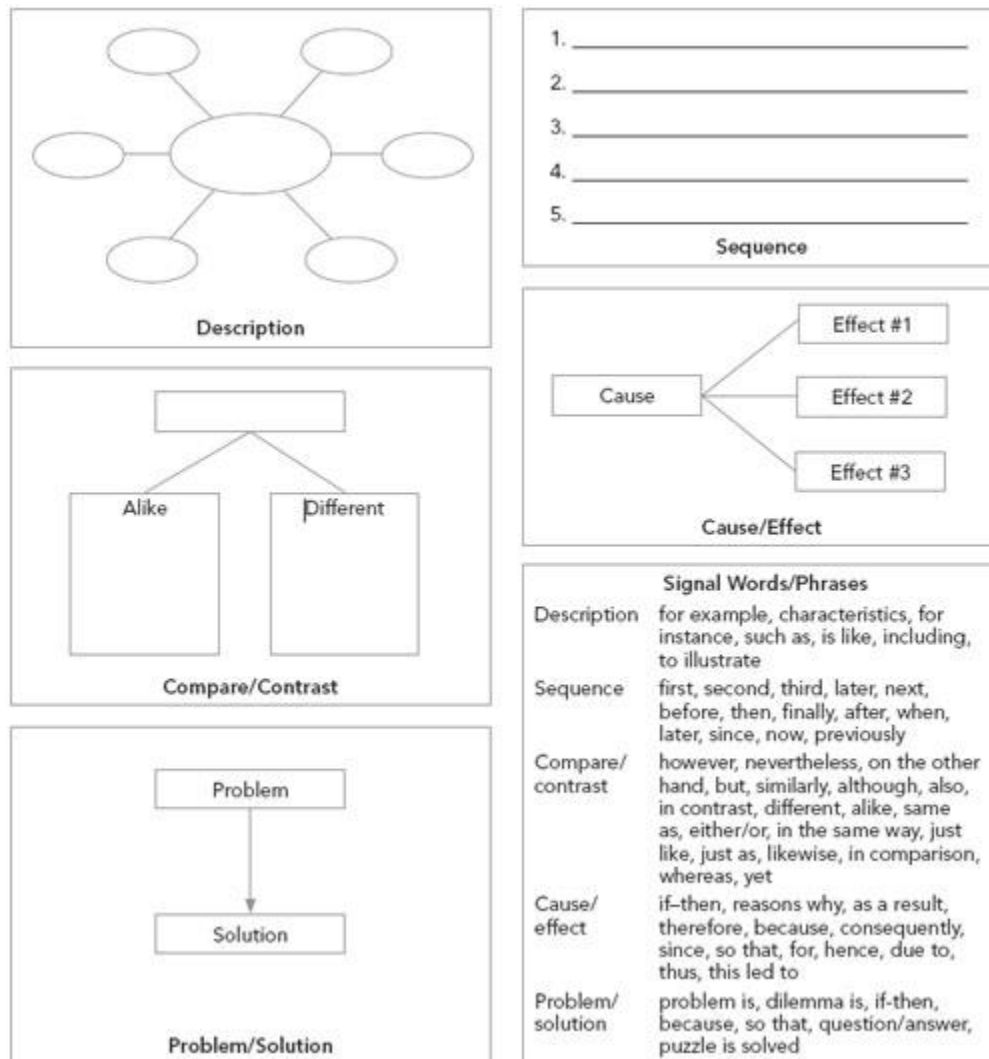 Description
1.
2.
3.
4.
5.
Sequence
Cause
Effect #1
Effect #2
Effect #3
Cause/Effect
Alike
Different
Compare/Contrast
Problem
Solution
Problem/Solution
Signal Words/Phrases
Description for example, characteristics, for
instance, such as, is like, including,
to illustrate
Sequence first, second, third, later, next,
before, then, finally, after, when,
later, since, now, previously
Compare/ however, nevertheless, on the other
contrast hand, but, similarly, although, also,
in contrast, different, alike, same
as, either/or, in the same way, just
like, just as, likewise, in comparison,
whereas, yet
Cause/ if–then, reasons why, as a result,
effect therefore, because, consequently,
since, so that, for, hence, due to,
thus, this led to
Problem/ problem is, dilemma is, if-then,
solution because, so that, question/answer,
puzzle is solved